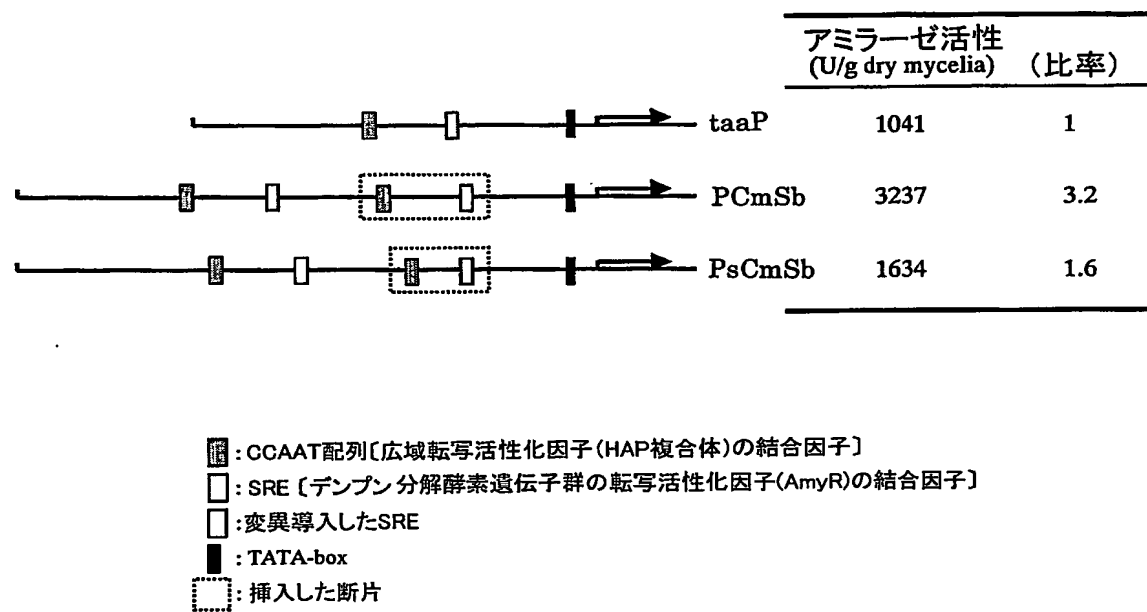 アミラーゼ活性
(U/g dry mycelia) (比率)
taaP 1041 1
PCmSb 3237 3.2
PsCmSb 1634 1.6
:CCAAT配列〔広域転写活性化因子(HAP複合体)の結合因子〕
:SRE〔デンプン分解酵素遺伝子群の転写活性化因子(AmyR)の結合因子〕
:変異導入したSRE
:TATA-box
:挿入した断片